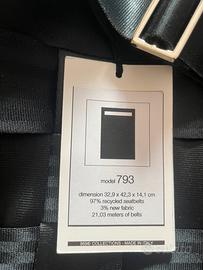 model 793
dimension 32,9 x 42,3 x 14,1 cm
97% recycled seatbelts
3% new fabric
21,03 meters of belts
COLLECTIONS - MADE IN ITALY